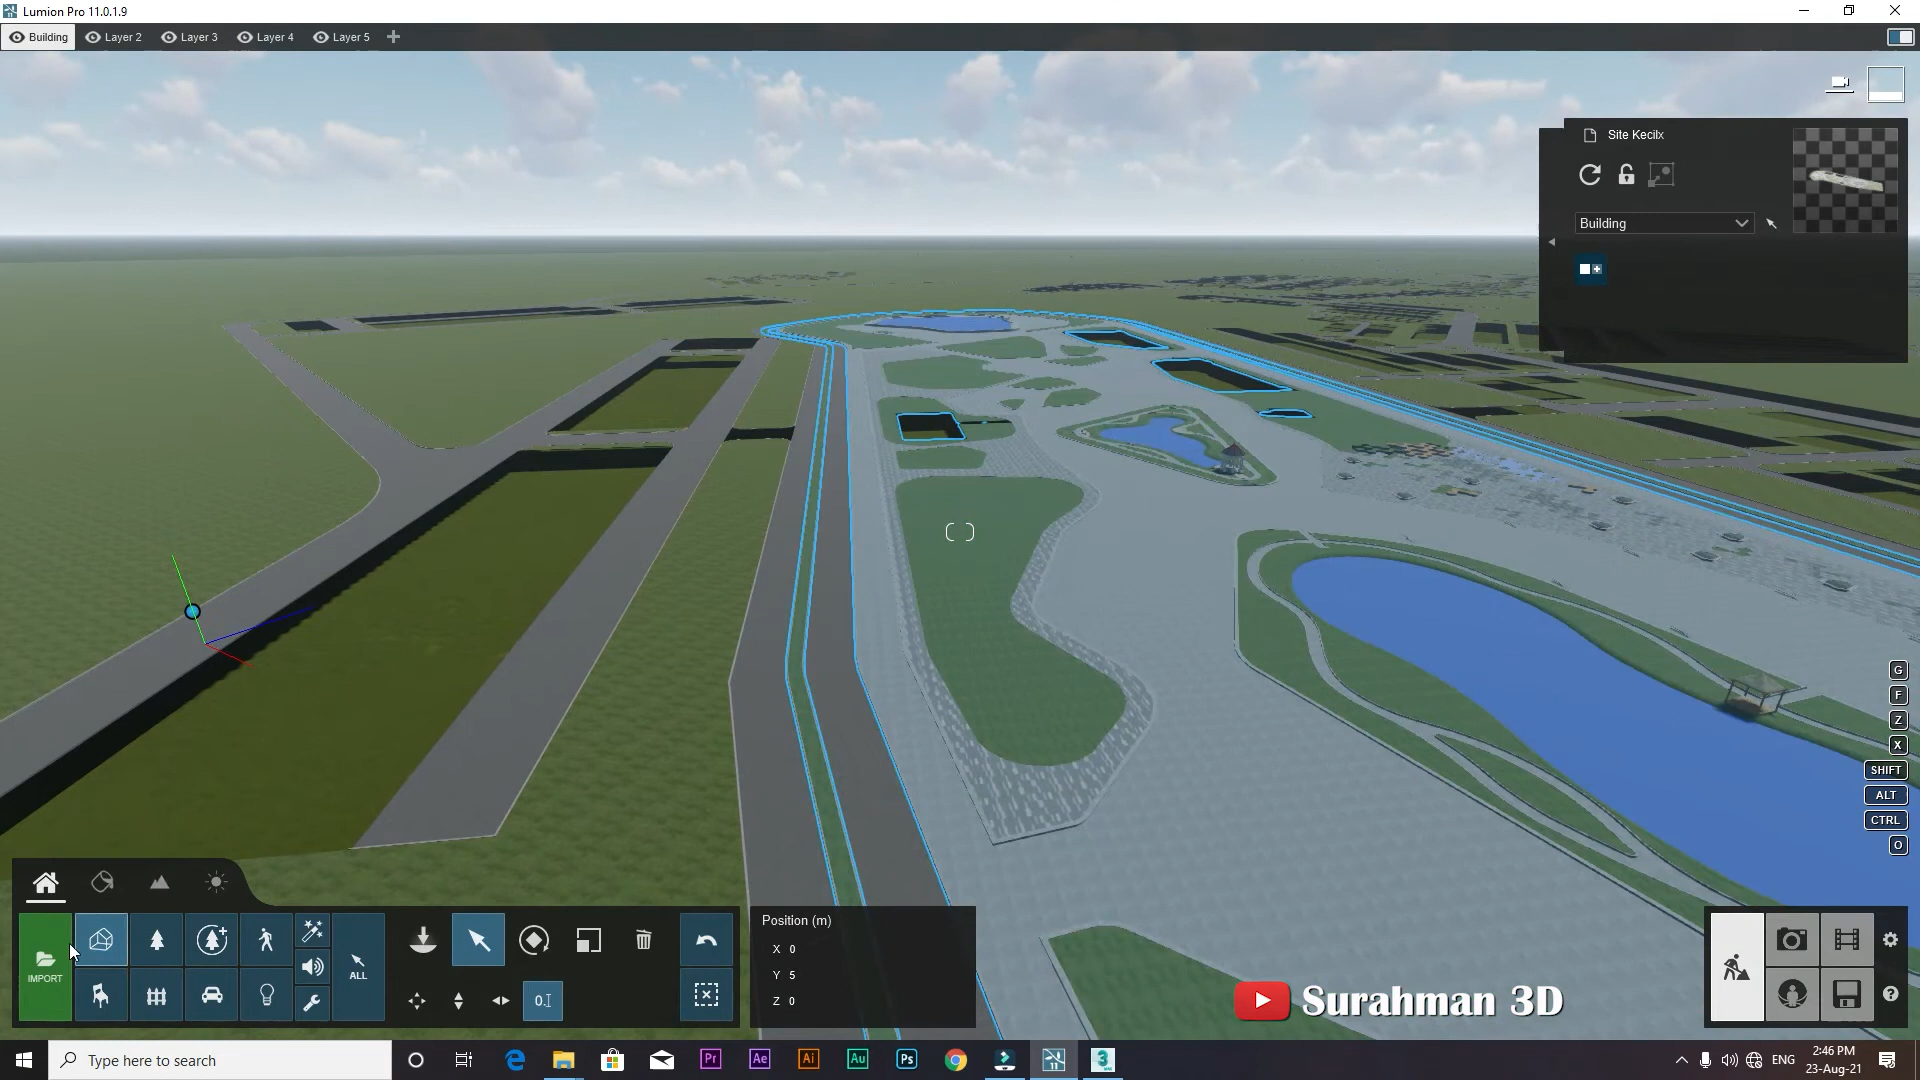 Lumion Pro 11.0.1.9
Building
Layer 2
Layer 3
Layer 4
Layer 5
Site Kecilx
Building
G
F
Z
X
SHIFT
ALT
CTRL
O
IMPORT
ALL
Position (m)
X 0
Y 5
Z 0
Surahman 3D
Type here to search
Pr
Ae
Ai
Au
Ps
11
3
ENG
2:46 PM
23-Aug-21